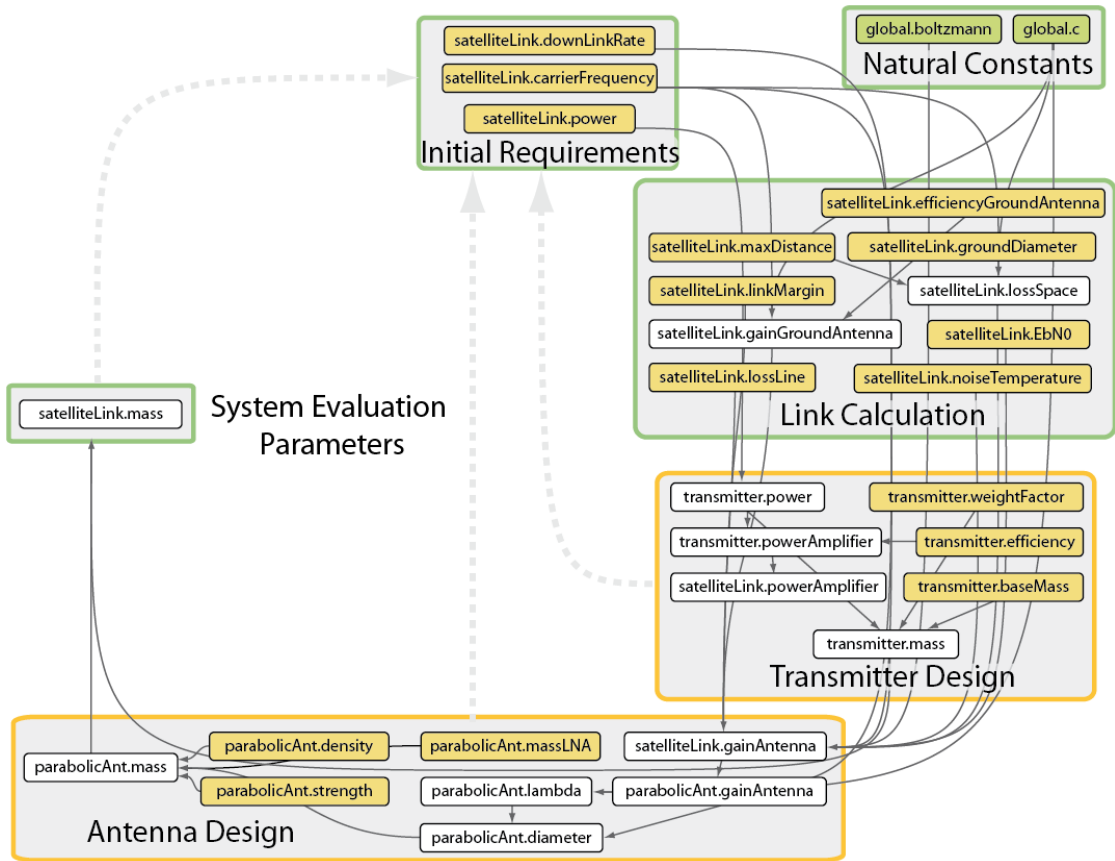 satelliteLink.downLinkRate
satelliteLink.carrierFrequency
satelliteLink.power
Initial Requirements
global.boltzmann
global.c
Natural Constants
satelliteLink.efficiencyGroundAntenna
satelliteLink.maxDistance
satelliteLink.groundDiameter
satelliteLink.linkMargin
satelliteLink.lossSpace
satelliteLink.gainGroundAntenna
satelliteLink.EbN0
satelliteLink.lossLine
satelliteLink.noiseTemperature
Link Calculation
satelliteLink.mass
System Evaluation
Parameters
transmitter.power
transmitter.weightFactor
transmitter.powerAmplifier
transmitter.efficiency
satelliteLink.powerAmplifier
transmitter.baseMass
transmitter.mass
Transmitter Design
parabolicAnt.density
parabolicAnt.massLNA
satelliteLink.gainAntenna
parabolicAnt.mass
parabolicAnt.strength
parabolicAnt.lambda
parabolicAnt.gainAntenna
Antenna Design
parabolicAnt.diameter